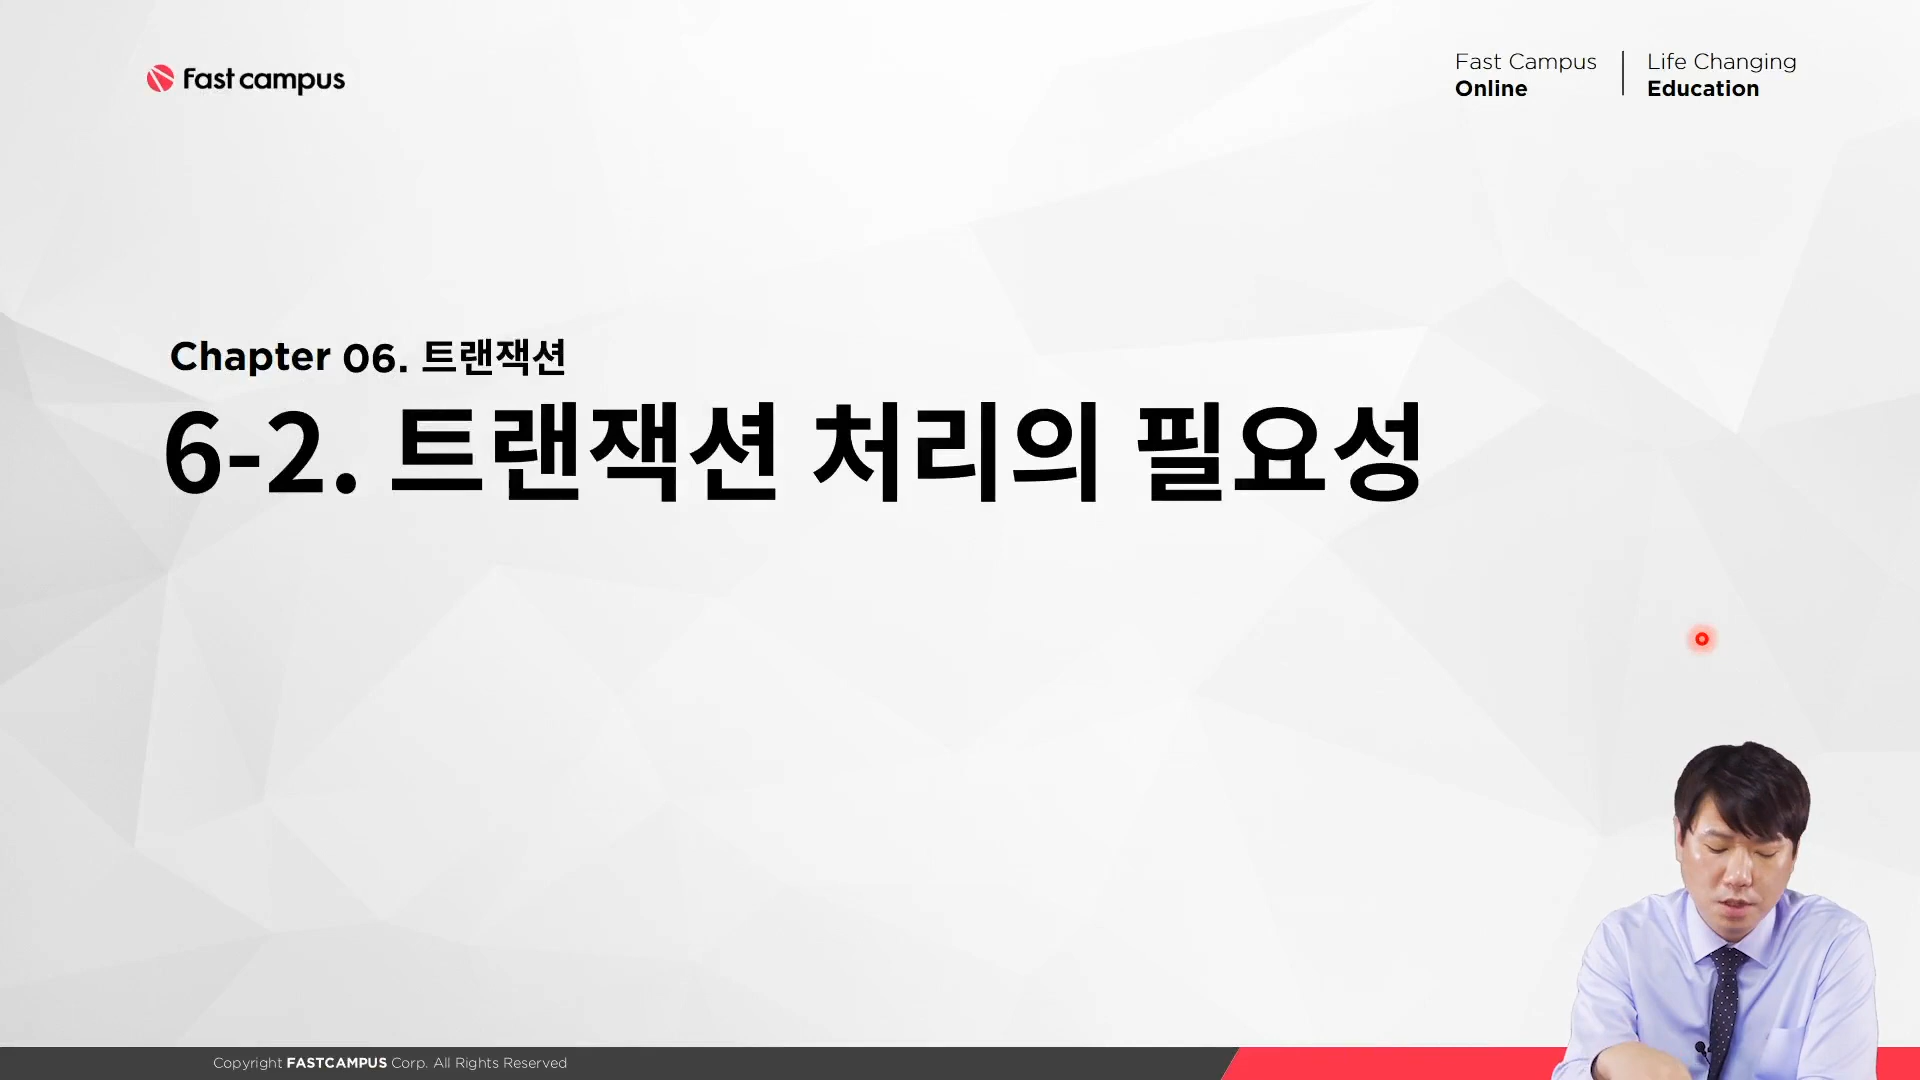 Fast campus
Fast Campus
Online
Life Changing
Education
Chapter 06. 트랜잭션
6-2. 트랜잭션 처리의 필요성
Copyright FASTCAMPUS Corp. All Rights Reserved